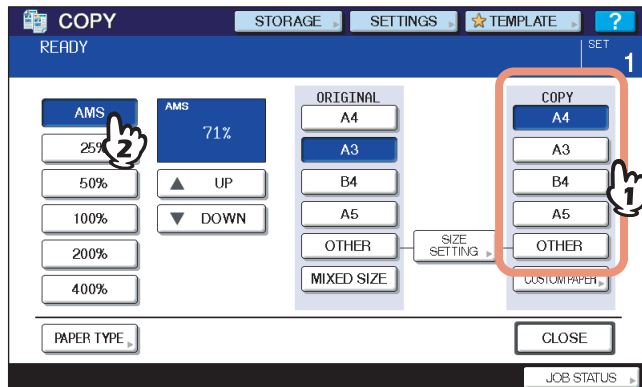 COPY
STORAGE
SETTINGS
TEMPLATE
?
READY
SET
1
AMS
25%
50%
100%
200%
400%
AMS
71%
UP
DOWN
ORIGINAL
A4
A3
B4
A5
OTHER
MIXED SIZE
SIZE
SETTING
COPY
A4
A3
B4
A5
OTHER
CUSTOM PAPER
2
1
PAPER TYPE
CLOSE
JOB STATUS